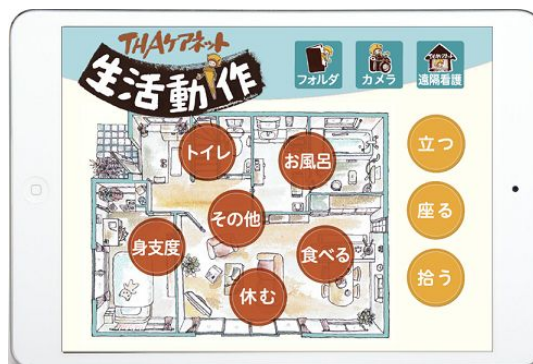 THAケアネット
生活動作
フォルダ
カメラ
遠隔看護
トイレ
お風呂
立つ
その他
座る
身支度
食べる
休む
拾う